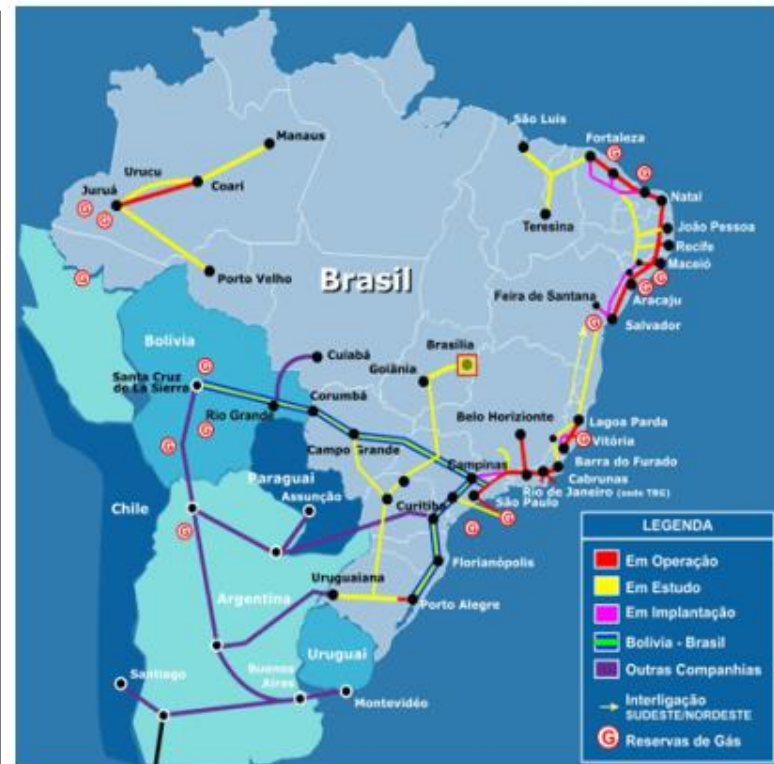 São Luís
Fortaleza
Manaus
Urucu
Coari
Juruá
Natal
João Pessoa
Teresina
Recife
Maceió
Porto Velho
Brasil
Feira de Santana
Aracaju
Salvador
Bolívia
Cuiabá
Brasília
Goiânia
Santa Cruz
de La Sierra
Corumbá
Rio Grande
Belo Horizionte
Lagoa Parda
Campo Grande
Vitória
Campinas
Barra do Furado
Paraguai
Cabrunas
Assunção
Rio de Janeiro
São Paulo
Chile
Curitiba
Florianópolis
Uruguaiana
Argentina
Porto Alegre
Uruguai
Santiago
Buenos
Aires
Montevidéo
LEGENDA
Em Operação
Em Estudo
Em Implantação
Bolívia - Brasil
Outras Companhias
Interligação
SUDESTE/NORDESTE
G Reservas de Gás